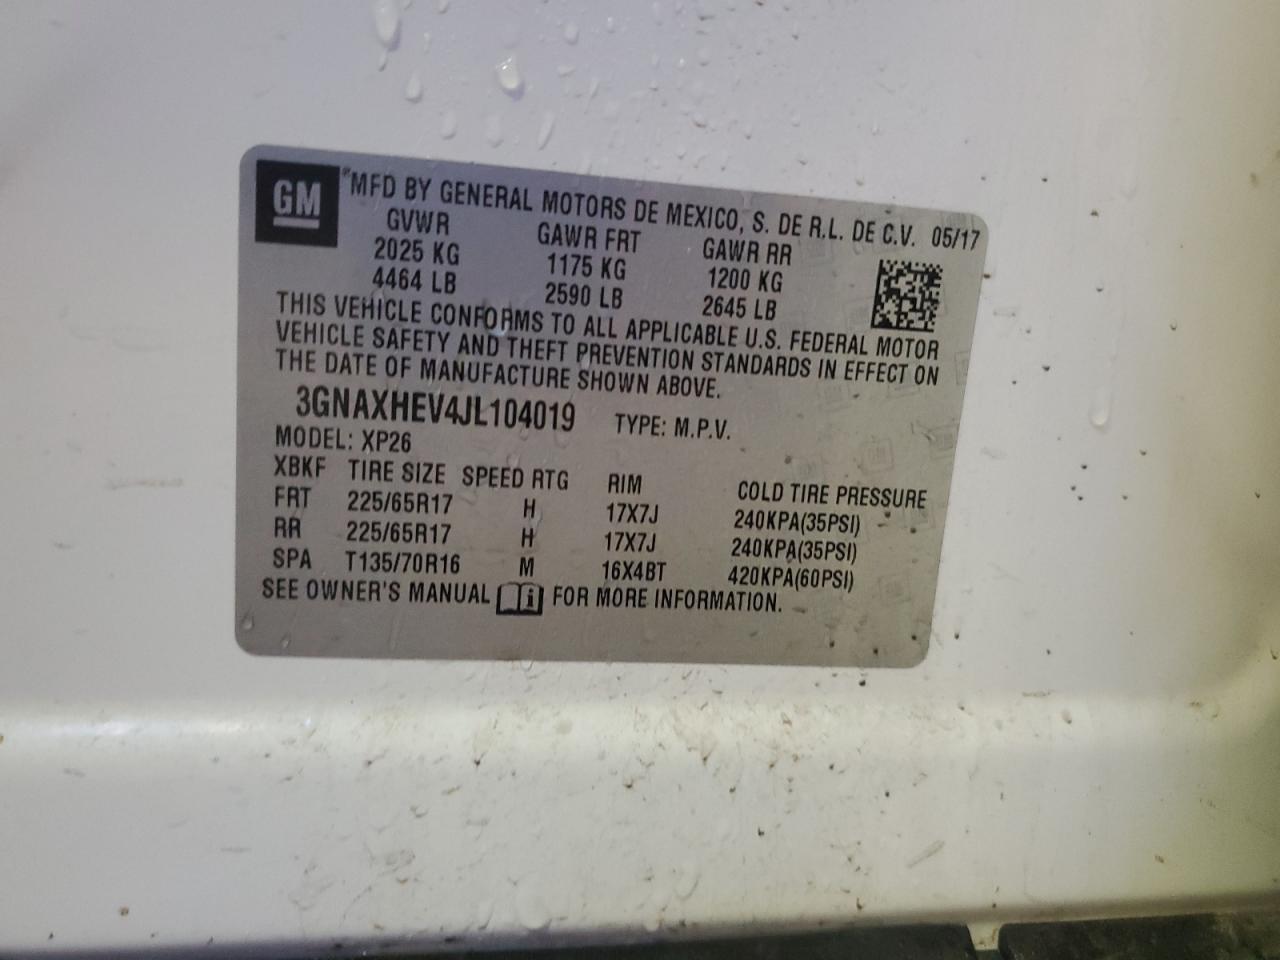 GM
®MFD BY GENERAL MOTORS DE MEXICO, S. DE R.L. DE C.V. 05/17
GVWR GAWR FRT GAWR RR
2025 KG 1175 KG 1200 KG
4464 LB 2590 LB 2645 LB
THIS VEHICLE CONFORMS TO ALL APPLICABLE U.S. FEDERAL MOTOR
VEHICLE SAFETY AND THEFT PREVENTION STANDARDS IN EFFECT ON
THE DATE OF MANUFACTURE SHOWN ABOVE.
3GNAXHEV4JL104019 TYPE: M.P.V.
MODEL: XP26
XBKF TIRE SIZE SPEED RTG RIM COLD TIRE PRESSURE
FRT 225/65R17 H 17X7J 240KPA(35PSI)
RR 225/65R17 H 17X7J 240KPA(35PSI)
SPA T135/70R16 M 16X4BT 420KPA(60PSI)
SEE OWNER'S MANUAL i FOR MORE INFORMATION.